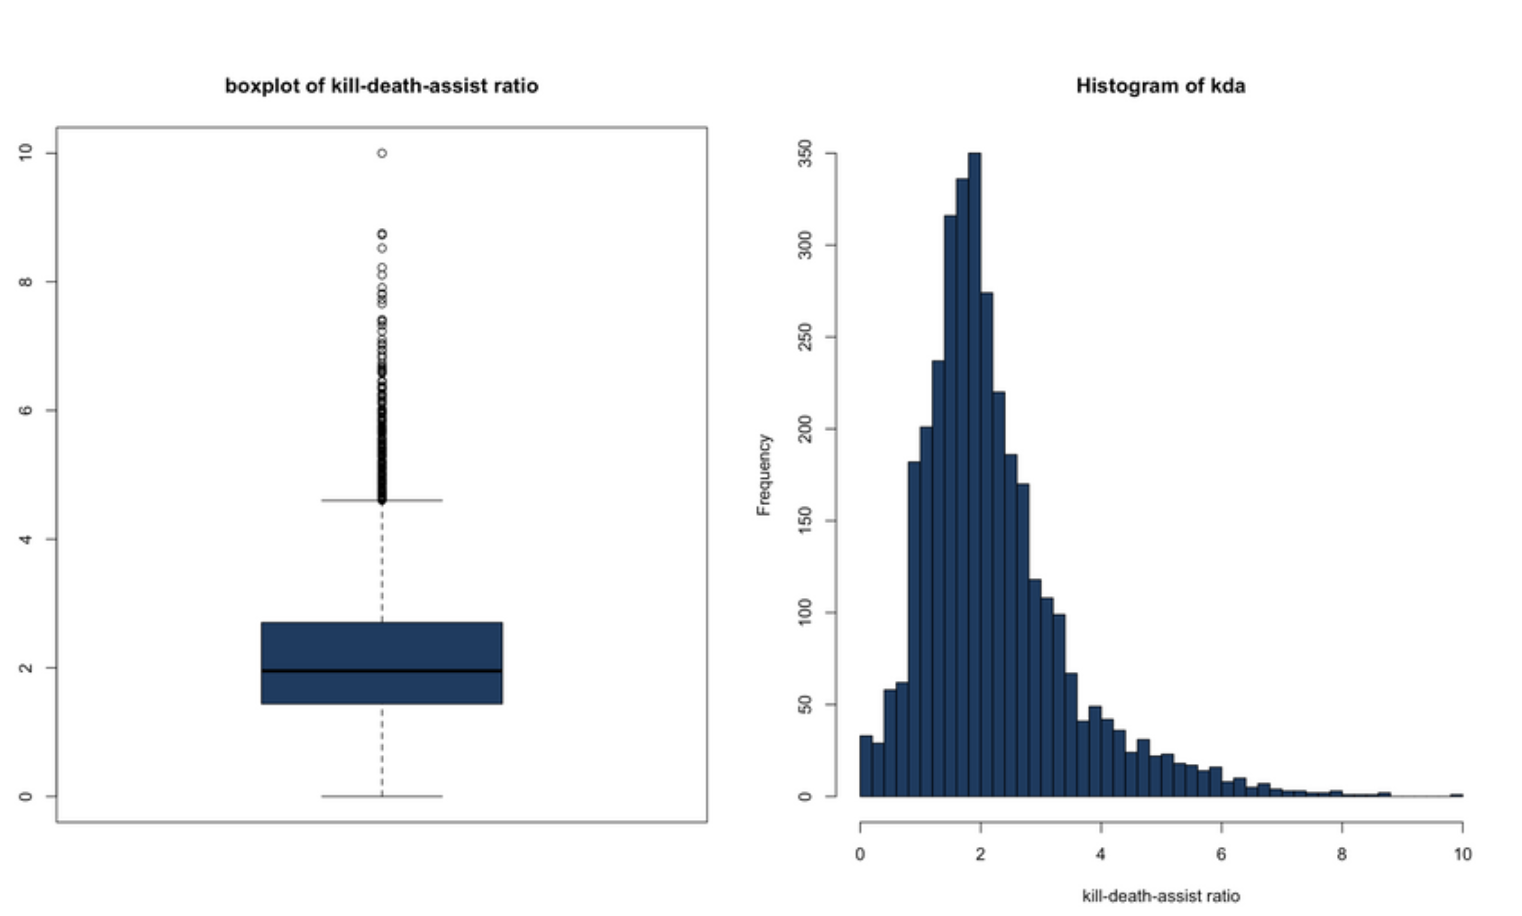 boxplot of kill-death-assist ratio
10
8
6
4
2
0
Histogram of kda
Frequency
350
300
250
200
150
100
50
0
0 2 4 6 8 10
kill-death-assist ratio